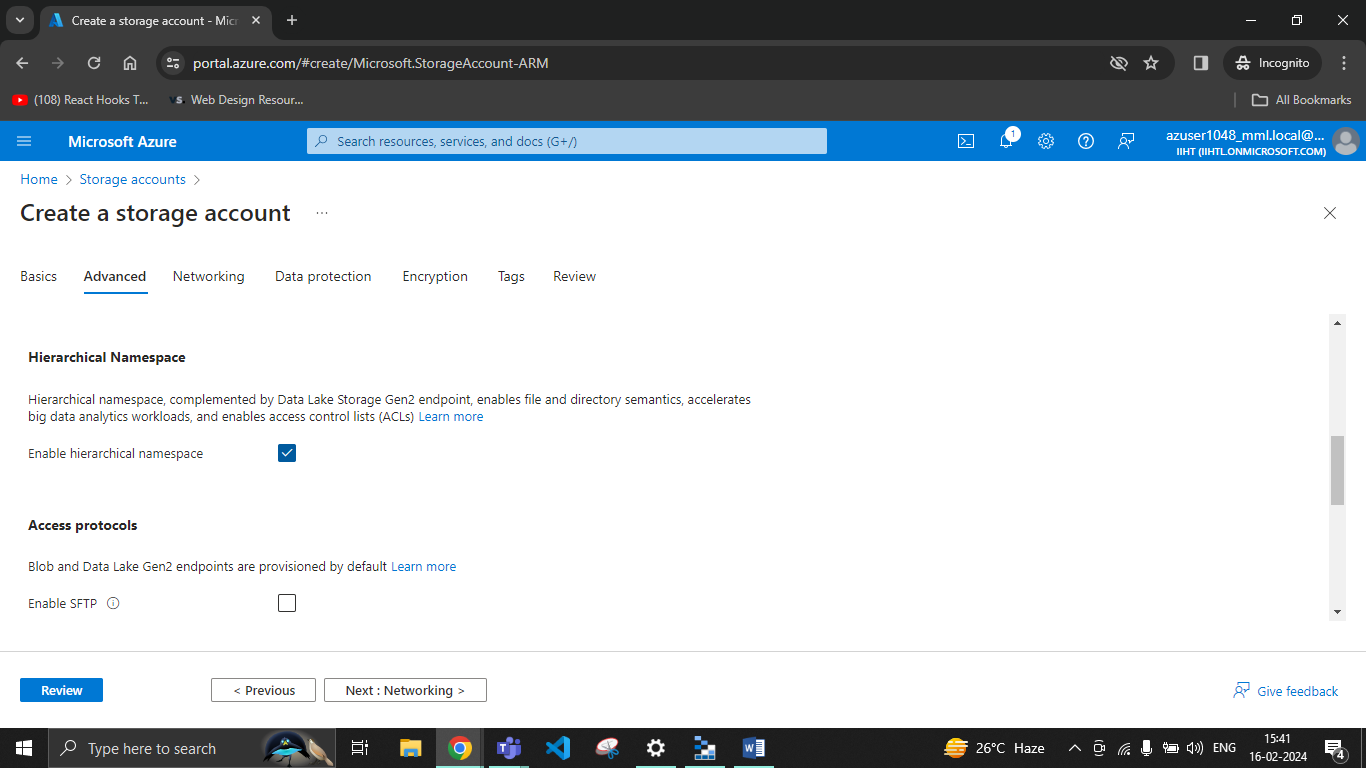 Create a storage account - Micr
portal.azure.com/#create/Microsoft.StorageAccount-ARM
Incognito
(108) React Hooks T...
VS.
Web Design Resour...
All Bookmarks
Microsoft Azure
Search resources, services, and docs (G+/)
1
azuser1048_mml.local@...
IIHT (IIHTL.ONMICROSOFT.COM)
Home > Storage accounts >
Create a storage account ...
Basics
Advanced
Networking
Data protection
Encryption
Tags
Review
Hierarchical Namespace
Hierarchical namespace, complemented by Data Lake Storage Gen2 endpoint, enables file and directory semantics, accelerates
big data analytics workloads, and enables access control lists (ACLs) Learn more
Enable hierarchical namespace
Access protocols
Blob and Data Lake Gen2 endpoints are provisioned by default Learn more
Enable SFTP
Review
< Previous
Next : Networking >
Give feedback
Type here to search
26°C Haze
ENG
15:41
16-02-2024
4